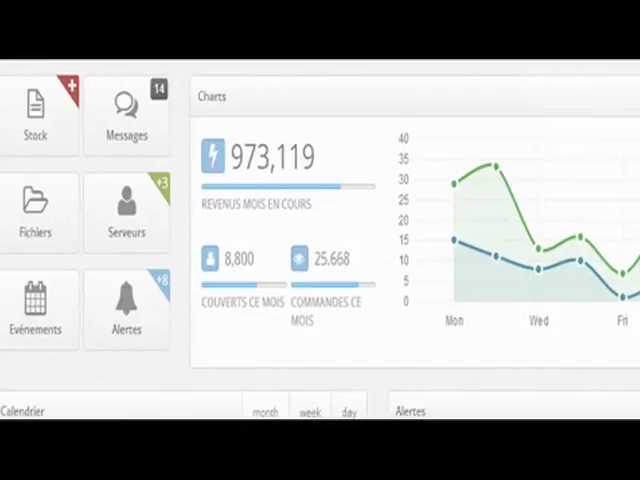 +
Stock
14
Messages
Fichiers
+3
Serveurs
Evénements
+8
Alertes
Charts
973,119
REVENUS MOIS EN COURS
8,800
COUVERTS CE MOIS
25,668
COMMANDES CE
MOIS
40
35
30
25
20
15
10
5
0
Mon
Wed
Fri
Calendrier
month
week
day
Alertes